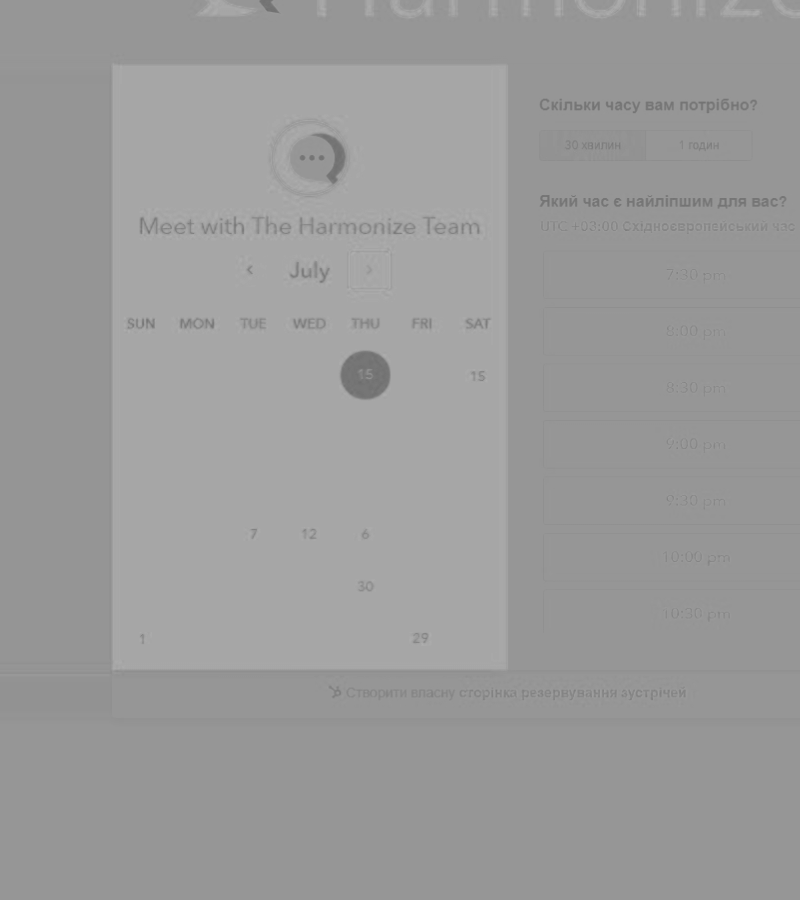 Harmonize
Meet with The Harmonize Team
July
SUN MON TUE WED THU FRI SAT
15 15
7 12 6
30
1 29
Скільки часу вам потрібно?
30 хвилин 1 годин
Який час є найліпшим для вас?
UTC +03:00 Східноєвропейський час
7:30 pm
8:00 pm
8:30 pm
9:00 pm
9:30 pm
10:00 pm
10:30 pm
Створити власну сторінка резервування зустрічей